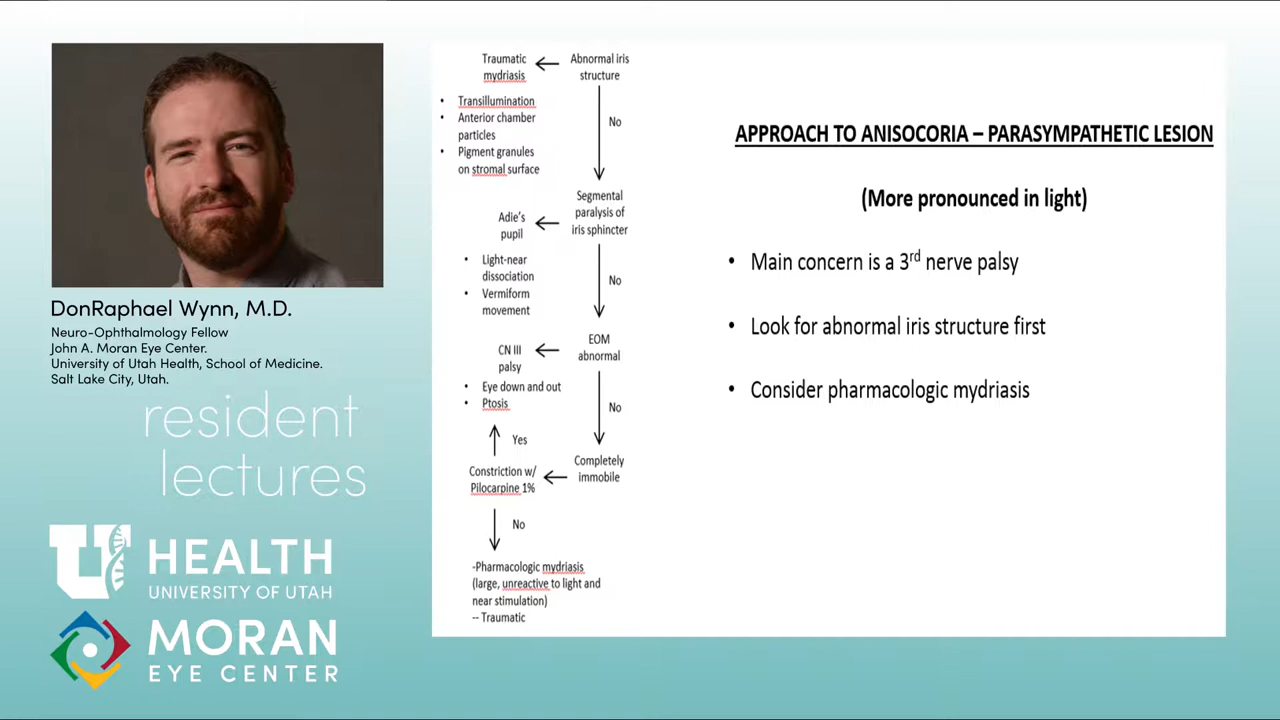 DonRaphael Wynn, M.D.
Neuro-Ophthalmology Fellow
John A. Moran Eye Center.
University of Utah Health, School of Medicine.
Salt Lake City, Utah.
resident
lectures
U
HEALTH
UNIVERSITY OF UTAH
MORAN
EYE CENTER
Traumatic
mydriasis
Abnormal iris
structure
• Transillumination
• Anterior chamber
particles
• Pigment granules
on stromal surface
No
Adie's
pupil
Segmental
paralysis of
iris sphincter
• Light-near
dissociation
• Vermiform
movement
No
CN III
palsy
EOM
abnormal
• Eye down and out
• Ptosis
No
Yes
Constriction w/
Pilocarpine 1%
Completely
immobile
No
-Pharmacologic mydriasis
(large, unreactive to light and
near stimulation)
-- Traumatic
APPROACH TO ANISOCORIA – PARASYMPATHETIC LESION
(More pronounced in light)
• Main concern is a 3rd nerve palsy
• Look for abnormal iris structure first
• Consider pharmacologic mydriasis